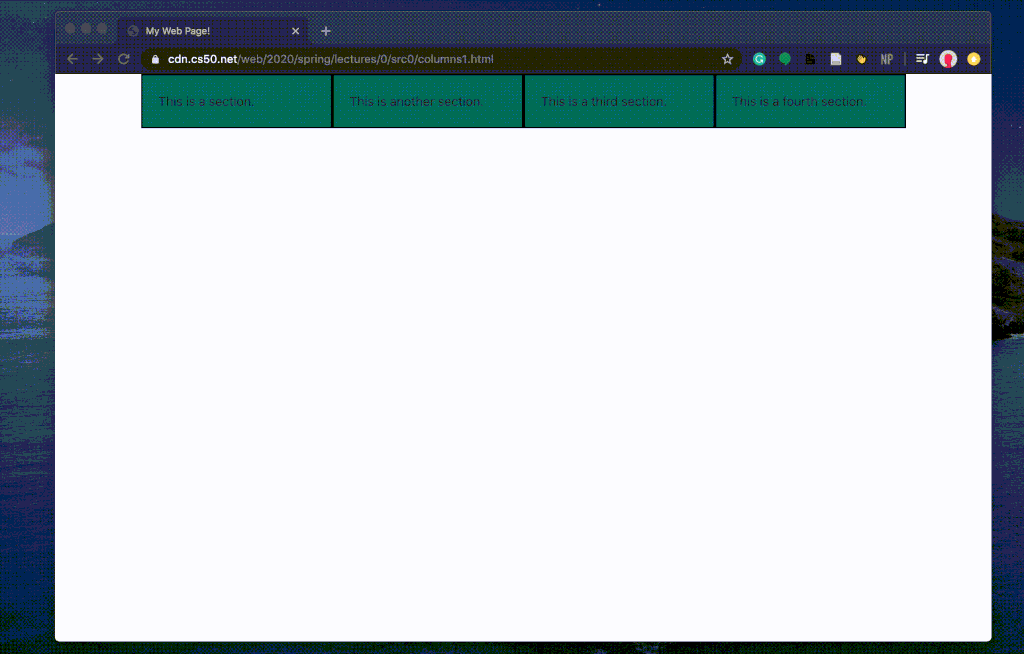 My Web Page!
cdn.cs50.net/web/2020/spring/lectures/0/src0/columns1.html
NP
This is a section. This is another section. This is a third section. This is a fourth section.